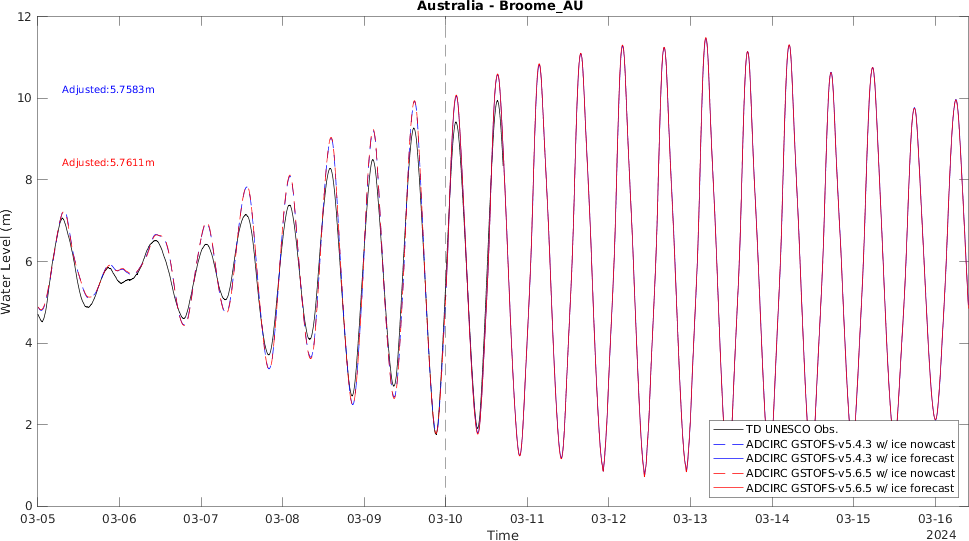 Australia - Broome_AU
12
10
8
6
4
2
0
Water Level (m)
Adjusted:5.7583m
Adjusted:5.7611m
TD UNESCO Obs.
ADCIRC GSTOFS-v5.4.3 w/ ice nowcast
ADCIRC GSTOFS-v5.4.3 w/ ice forecast
ADCIRC GSTOFS-v5.6.5 w/ ice nowcast
ADCIRC GSTOFS-v5.6.5 w/ ice forecast
03-05 03-06 03-07 03-08 03-09 03-10 03-11 03-12 03-13 03-14 03-15 03-16
Time
2024